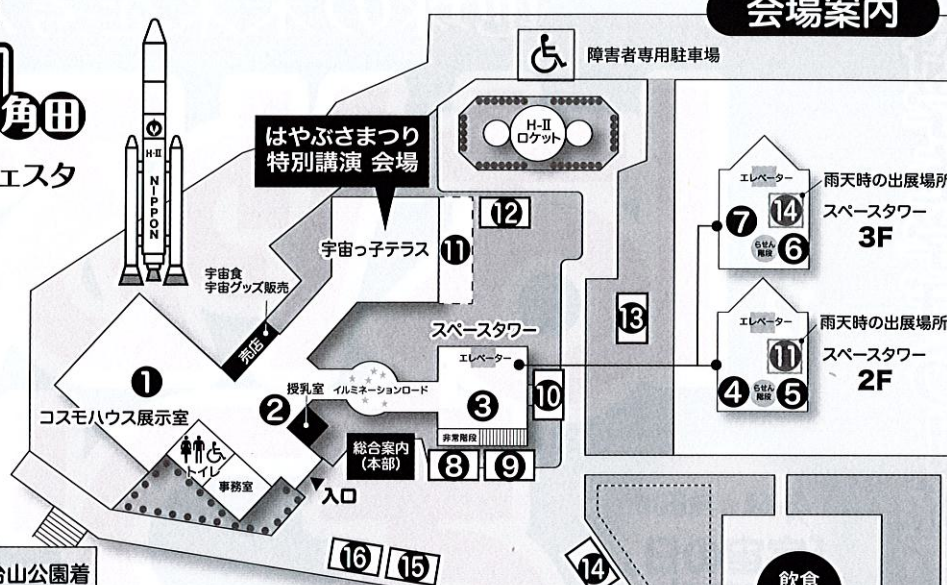 会場案内
角田
ェスタ
障害者専用駐車場
H-Ⅱ
ロケット
H-Ⅱ
NIPPON
はやぶさまつり
特別講演 会場
宇宙っ子テラス
⑪
⑫
⑬
宇宙食
宇宙グッズ販売
売店
①
コスモハウス展示室
②
授乳室
イルミネーションロード
スペースタワー
エレベーター
③
非常階段
⑩
総合案内
(本部)
⑧
⑨
トイレ
事務室
入口
エレベーター
雨天時の出展場所
⑭
スペースタワー
3F
⑦
らせん
階段
⑥
エレベーター
雨天時の出展場所
⑪
スペースタワー
2F
④
らせん
階段
⑤
⑯
⑮
⑭
台山公園着
飲食